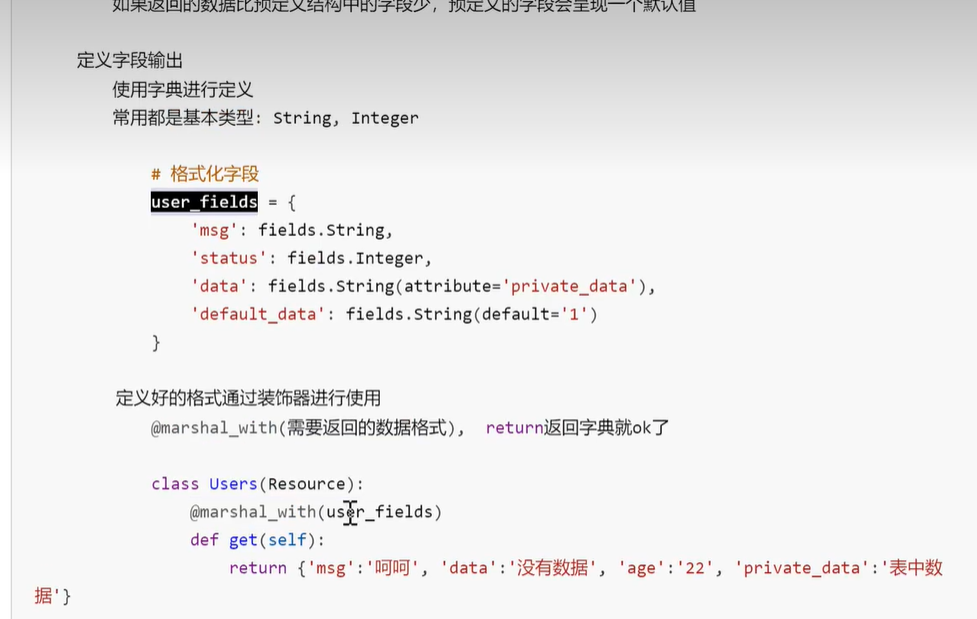 如果返回的数据比预定义结构中的字段少，预定义的字段会呈现一个默认值
定义字段输出
使用字典进行定义
常用都是基本类型: String, Integer
# 格式化字段
user_fields = {
'msg': fields.String,
'status': fields.Integer,
'data': fields.String(attribute='private_data'),
'default_data': fields.String(default='1')
}
定义好的格式通过装饰器进行使用
@marshal_with(需要返回的数据格式), return返回字典就ok了
class Users(Resource):
@marshal_with(user_fields)
def get(self):
return {'msg':'呵呵', 'data':'没有数据', 'age':'22', 'private_data':'表中数
据'}